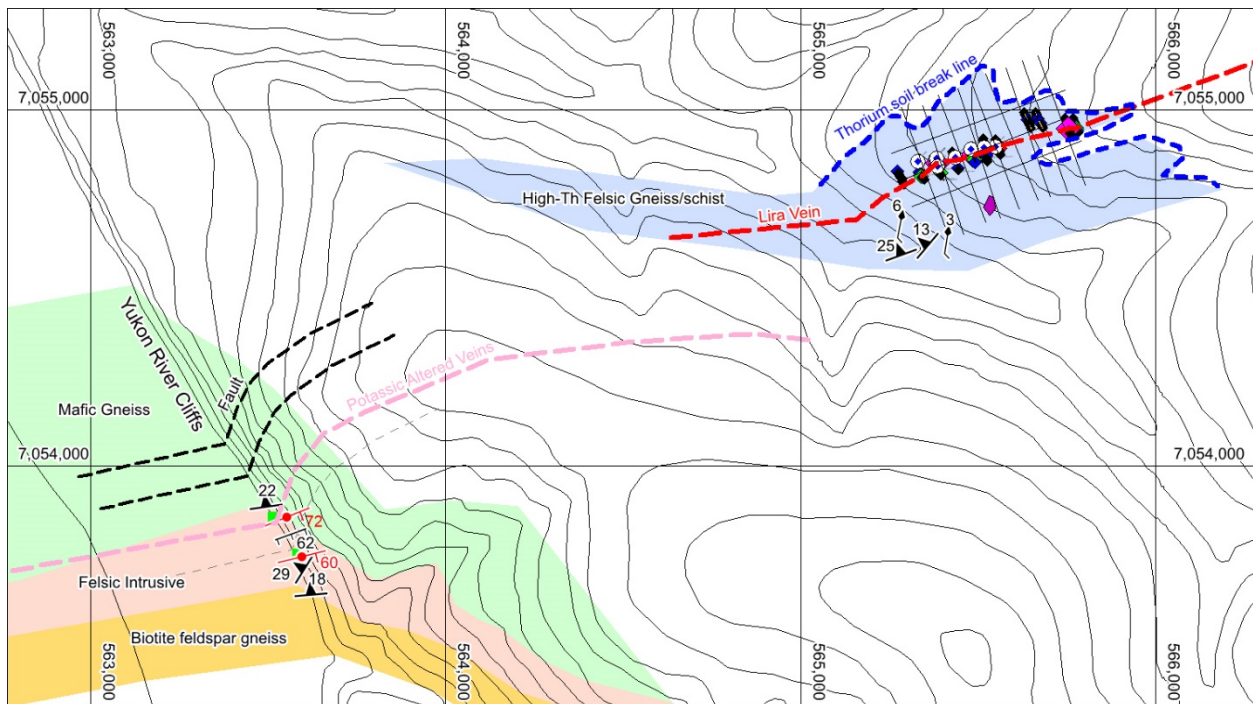 563,000
564,000
565,000
566,000
7,055,000
Thorium soil break line
High-Th Felsic Gneiss/schist
Lira Vein
6
3
13
25
Yukon River Cliffs
Fault
Potassic Altered Veins
Mafic Gneiss
7,054,000
7,054,000
22
72
62
60
29
18
Felsic Intrusive
Biotite feldspar gneiss
7,055,000
563,000
564,000
565,000
566,000